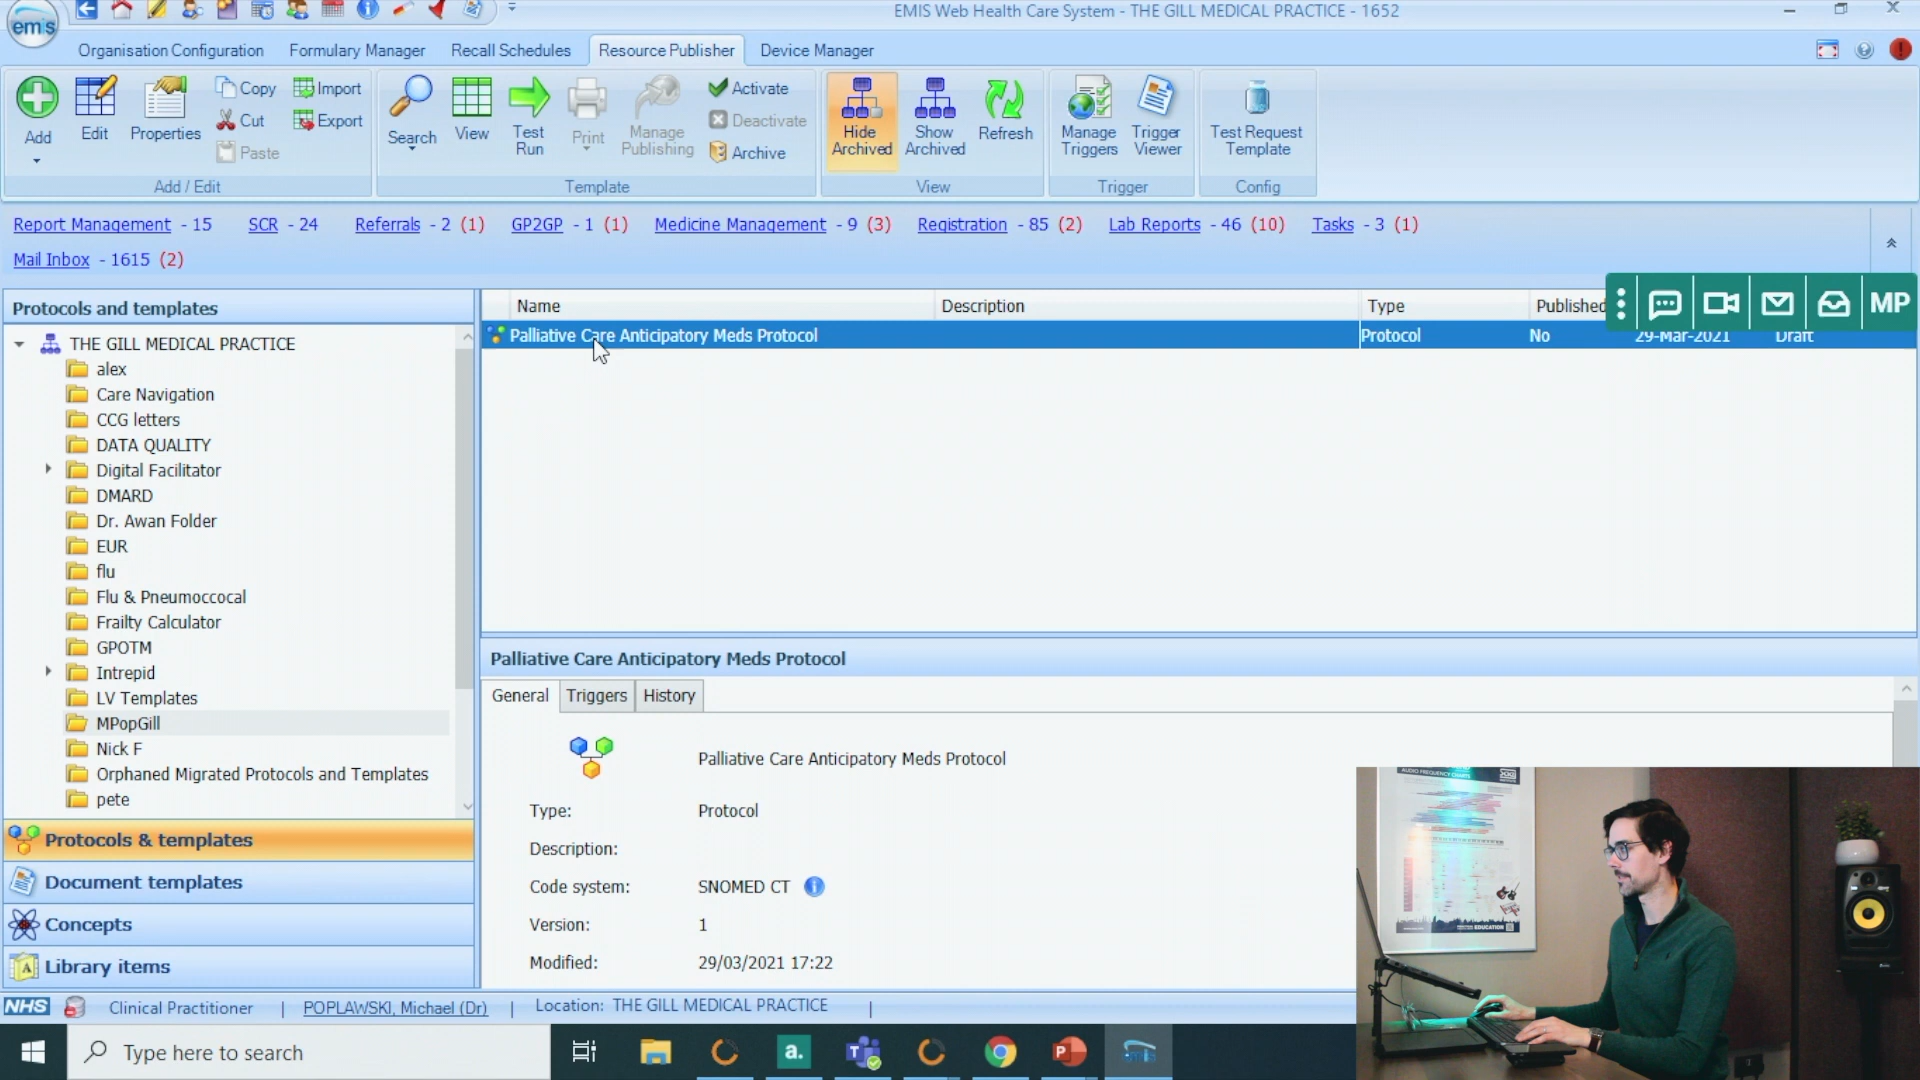 emis
EMIS Web Health Care System - THE GILL MEDICAL PRACTICE - 1652
Organisation Configuration
Formulary Manager
Recall Schedules
Resource Publisher
Device Manager
Add
Edit
Properties
Copy
Cut
Paste
Import
Export
Add / Edit
Search
View
Test Run
Print
Manage Publishing
Activate
Deactivate
Archive
Template
Hide Archived
Show Archived
Refresh
View
Manage Triggers
Trigger Viewer
Trigger
Test Request Template
Config
Report Management - 15 SCR - 24 Referrals - 2 (1) GP2GP - 1 (1) Medicine Management - 9 (3) Registration - 85 (2) Lab Reports - 46 (10) Tasks - 3 (1)
Mail Inbox - 1615 (2)
MP
Protocols and templates
THE GILL MEDICAL PRACTICE
alex
Care Navigation
CCG letters
DATA QUALITY
Digital Facilitator
DMARD
Dr. Awan Folder
EUR
flu
Flu & Pneumoccocal
Frailty Calculator
GPOTM
Intrepid
LV Templates
MPopGill
Nick F
Orphaned Migrated Protocols and Templates
pete
Protocols & templates
Document templates
Concepts
Library items
Name Description Type Published
Palliative Care Anticipatory Meds Protocol Protocol No 29-Mar-2021 Draft
Palliative Care Anticipatory Meds Protocol
General Triggers History
Palliative Care Anticipatory Meds Protocol
Type: Protocol
Description:
Code system: SNOMED CT
Version: 1
Modified: 29/03/2021 17:22
AUDIO FREQUENCY CHARTS
EDUCATION
NHS Clinical Practitioner | POPLAWSKI, Michael (Dr) | Location: THE GILL MEDICAL PRACTICE |
Type here to search
a.
emis